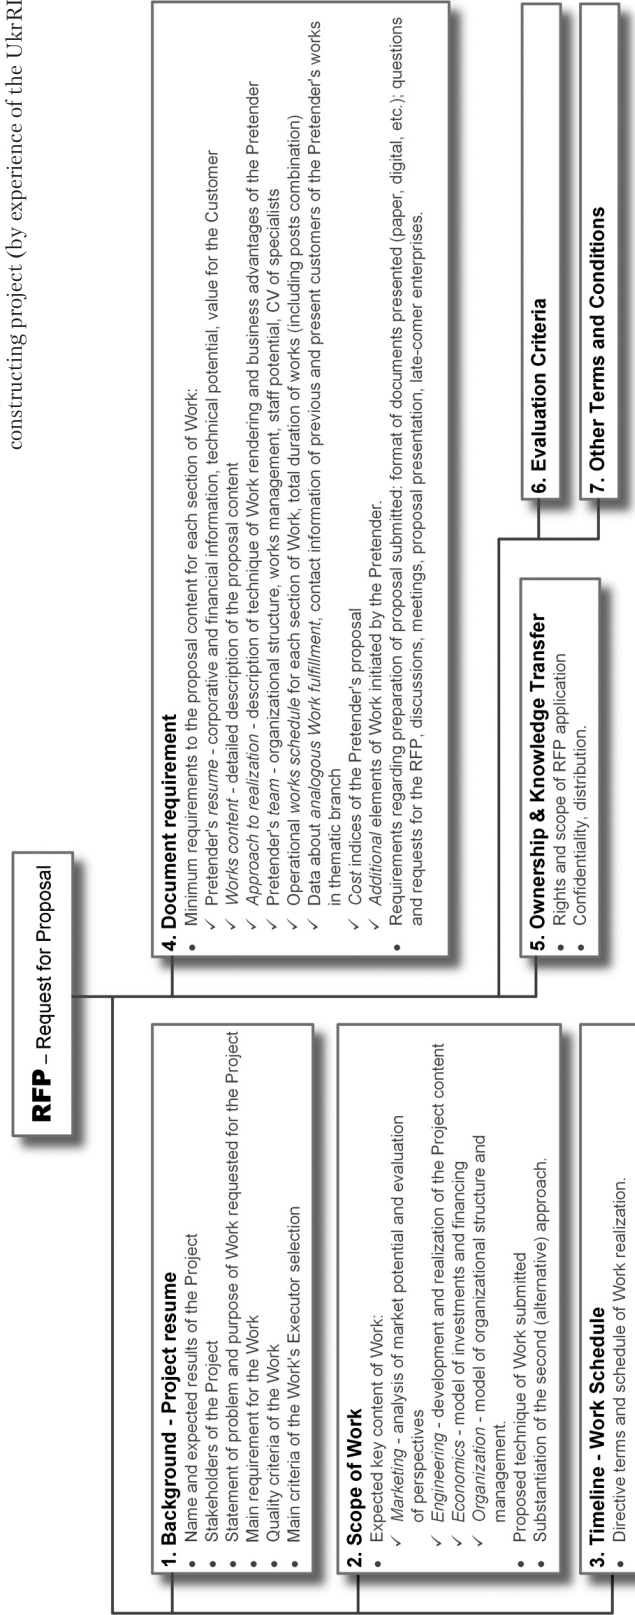 constructing project (by experience of the UkrRI
RFP – Request for Proposal
1. Background - Project resume
• Name and expected results of the Project
• Stakeholders of the Project
• Statement of problem and purpose of Work requested for the Project
• Main requirement for the Work
• Quality criteria of the Work
• Main criteria of the Work's Executor selection
2. Scope of Work
• Expected key content of Work:
✓ Marketing - analysis of market potential and evaluation
of perspectives
✓ Engineering - development and realization of the Project content
✓ Economics - model of investments and financing
✓ Organization - model of organizational structure and
management.
• Proposed technique of Work submitted
• Substantiation of the second (alternative) approach.
3. Timeline - Work Schedule
• Directive terms and schedule of Work realization.
4. Document requirement
• Minimum requirements to the proposal content for each section of Work:
✓ Pretender's resume - corporative and financial information, technical potential, value for the Customer
✓ Works content - detailed description of the proposal content
✓ Approach to realization - description of technique of Work rendering and business advantages of the Pretender
✓ Pretender's team - organizational structure, works management, staff potential, CV of specialists
✓ Operational works schedule for each section of Work, total duration of works (including posts combination)
✓ Data about analogous Work fulfillment, contact information of previous and present customers of the Pretender's works
in thematic branch
✓ Cost indices of the Pretender's proposal
✓ Additional elements of Work initiated by the Pretender.
• Requirements regarding preparation of proposal submitted: format of documents presented (paper, digital, etc.); questions
and requests for the RFP, discussions, meetings, proposal presentation, late-comer enterprises.
5. Ownership & Knowledge Transfer
• Rights and scope of RFP application
• Confidentiality, distribution.
6. Evaluation Criteria
7. Other Terms and Conditions